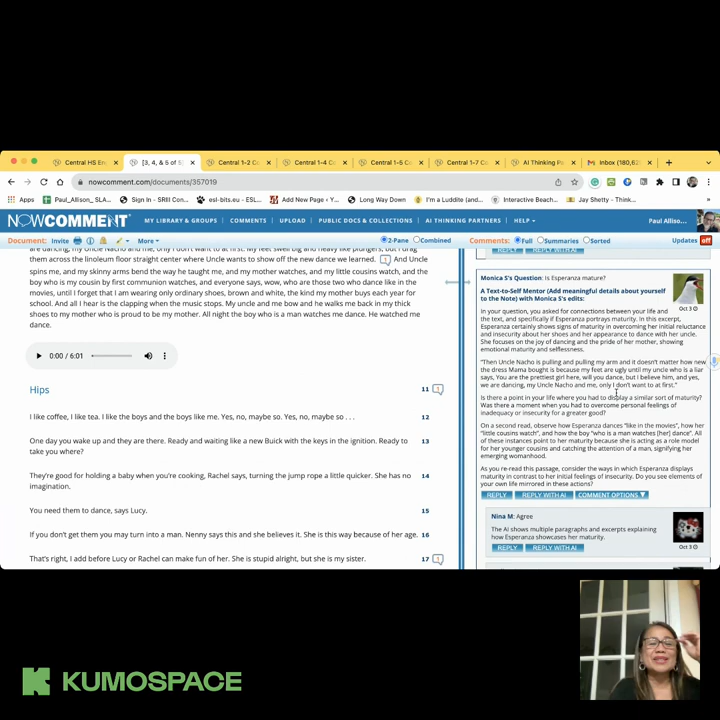 Central HS En
[3, 4, & 5 of 5]
Central 1-2 C
Central 1-4 C
Central 1-5 C
Central 1-7 C
AI Thinking P
Inbox (180,62
nowcomment.com/documents/357019
Apps
Paul_Allison_SLA...
Sign In - SRIII Con...
esl-bits.eu - ESL...
Add New Page ‹ Y...
Long Way Down
I'm a Luddite (and...
Interactive Beach...
Jay Shetty - Think...
NOWCOMMENT
MY LIBRARY & GROUPS
COMMENTS
UPLOAD
PUBLIC DOCS & COLLECTIONS
AI THINKING PARTNERS
HELP
Paul Alliso...
Document: Invite
More
2-Pane
Combined
Comments:
Full
Summaries
Sorted
Updates
off
them across the linoleum floor straight center where Uncle wants to show off the new dance we learned. 1 And Uncle
spins me, and my skinny arms bend the way he taught me, and my mother watches, and my little cousins watch, and the
boy who is my cousin by first communion watches, and everyone says, wow, who are those two who dance like in the
movies, until I forget that I am wearing only ordinary shoes, brown and white, the kind my mother buys each year for
school. And all I hear is the clapping when the music stops. My uncle and me bow and he walks me back in my thick
shoes to my mother who is proud to be my mother. All night the boy who is a man watches me dance. He watched me
dance.
0:00 / 6:01
Hips
11
1
I like coffee, I like tea. I like the boys and the boys like me. Yes, no, maybe so. Yes, no, maybe so . . .
12
One day you wake up and they are there. Ready and waiting like a new Buick with the keys in the ignition. Ready to
take you where?
13
They're good for holding a baby when you're cooking, Rachel says, turning the jump rope a little quicker. She has no
imagination.
14
You need them to dance, says Lucy.
15
If you don't get them you may turn into a man. Nenny says this and she believes it. She is this way because of her age.
16
That's right, I add before Lucy or Rachel can make fun of her. She is stupid alright, but she is my sister.
17
1
Monica S's Question: Is Esperanza mature?
A Text-to-Self Mentor (Add meaningful details about yourself
to the Note) with Monica S's edits:
Oct 3
In your question, you asked for connections between your life and
the text, and specifically if Esperanza portrays maturity. In this excerpt,
Esperanza certainly shows signs of maturity in overcoming her initial reluctance
and insecurity about her shoes and her appearance to dance with her uncle.
She focuses on the joy of dancing and the pride of her mother, showing
emotional maturity and selflessness.
"Then Uncle Nacho is pulling and pulling my arm and it doesn't matter how new
the dress Mama bought is because my feet are ugly until my uncle who is a liar
says, You are the prettiest girl here, will you dance, but I believe him, and yes,
we are dancing, my Uncle Nacho and me, only I don't want to at first."
Is there a point in your life where you had to display a similar sort of maturity?
Was there a moment when you had to overcome personal feelings of
inadequacy or insecurity for a greater good?
On a second read, observe how Esperanza dances "like in the movies", how her
"little cousins watch", and how the boy "who is a man watches [her] dance". All
of these instances point to her maturity because she is acting as a role model
for her younger cousins and catching the attention of a man, signifying her
emerging womanhood.
As you re-read this passage, consider the ways in which Esperanza displays
maturity in contrast to her initial feelings of insecurity. Do you see elements of
your own life mirrored in these actions?
REPLY
REPLY WITH AI
COMMENT OPTIONS
Nina M: Agree
The AI shows multiple paragraphs and excerpts explaining
how Esperanza showcases her maturity.
REPLY
REPLY WITH AI
Oct 3
KUMOSPACE